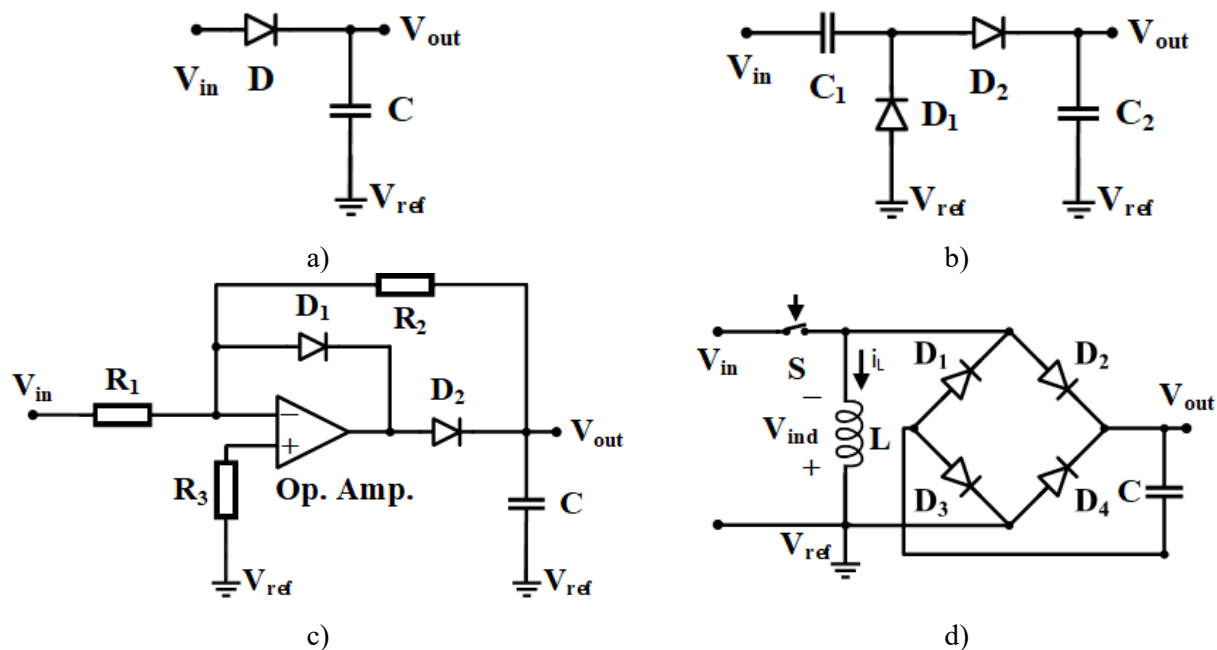 V_in D V_out
C
V_ref
a)
V_in C_1 D_2 V_out
D_1 C_2
V_ref V_ref
b)
D_1 R_2
V_in R_1 D_2 V_out
− +
R_3 Op. Amp. C
V_ref V_ref
c)
V_in S i_L D_1 D_2 V_out
− V_ind + L
D_3 D_4 C
V_ref
d)